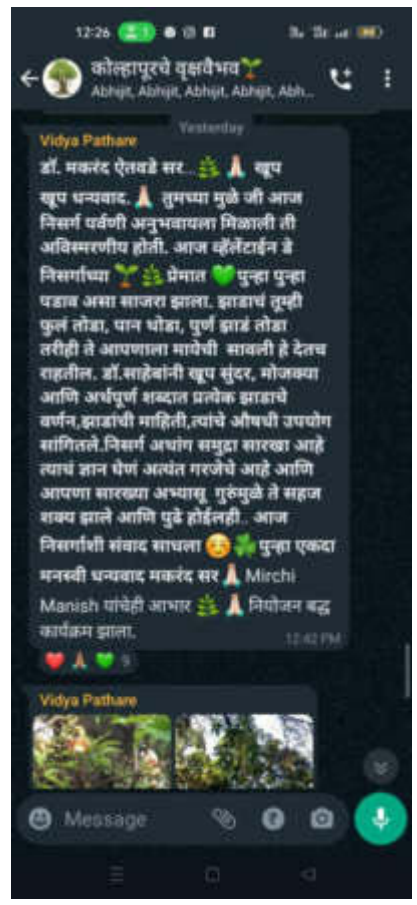 12:26
कोल्हापूरचे वृक्षवैभव🌱
Abhijit, Abhijit, Abhijit, Abhijit, Abh...
Yesterday
Vidya Pathare
डॉ. मकरंद ऐतवडे सर...🌿🙏🏻 खूप
खूप धन्यवाद.🙏🏻 तुमच्या मुळे जी आज
निसर्ग पर्वणी अनुभवायला मिळाली ती
अविस्मरणीय होती. आज व्हॅलेंटाईन डे
निसर्गाच्या 🌱🌿प्रेमात 💚पुन्हा पुन्हा
पडाव असा साजरा झाला. झाडाचं तूम्ही
फुलं तोडा, पान थोडा, पुर्ण झाडं तोडा
तरीही ते आपणाला मायेची सावली हे देतच
राहतील. डॉ.साहेबांनी खूप सुंदर, मोजक्या
आणि अर्थपूर्ण शब्दात प्रत्येक झाडाचे
वर्णन,झाडांची माहिती,त्यांचे औषधी उपयोग
सांगितले.निसर्ग अथांग समुद्रा सारखा आहे
त्याचं ज्ञान घेणं अत्यंत गरजेचे आहे आणि
आपणा सारख्या अभ्यासू गुरुंमुळे ते सहज
शक्य झाले आणि पुढे होईलही.. आज
निसर्गाशी संवाद साधला ☺️☘️पुन्हा एकदा
मनस्वी धन्यवाद मकरंद सर🙏🏻 Mirchi
Manish यांचेही आभार 🌿🙏🏻 नियोजन बद्ध
कार्यक्रम झाला.
12:42 PM
9
Vidya Pathare
Message